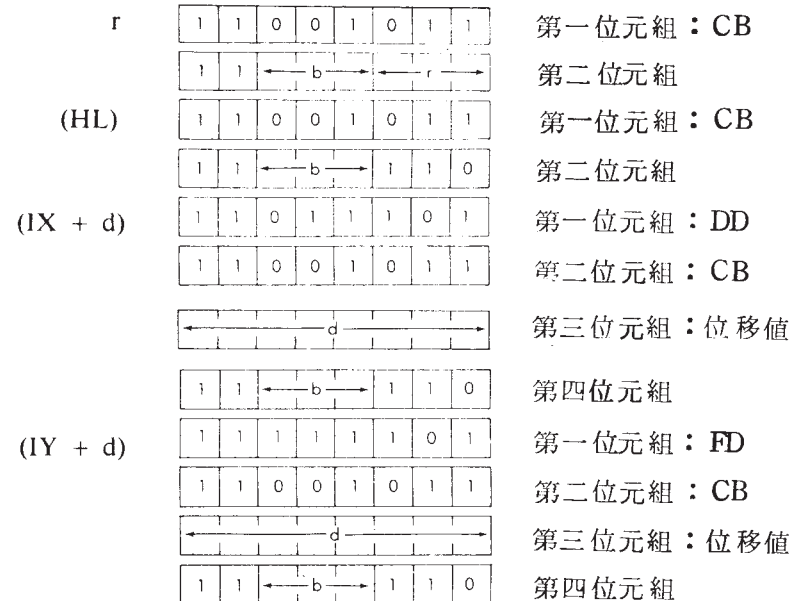 r 1 1 0 0 1 0 1 1 第一位元組：CB
1 1 b r 第二位元組
(HL) 1 1 0 0 1 0 1 1 第一位元組：CB
1 1 b 1 1 0 第二位元組
(IX + d) 1 1 0 1 1 1 0 1 第一位元組：DD
1 1 0 0 1 0 1 1 第二位元組：CB
d 第三位元組：位移値
1 1 b 1 1 0 第四位元組
(IY + d) 1 1 1 1 1 1 0 1 第一位元組：FD
1 1 0 0 1 0 1 1 第二位元組：CB
d 第三位元組：位移値
1 1 b 1 1 0 第四位元組